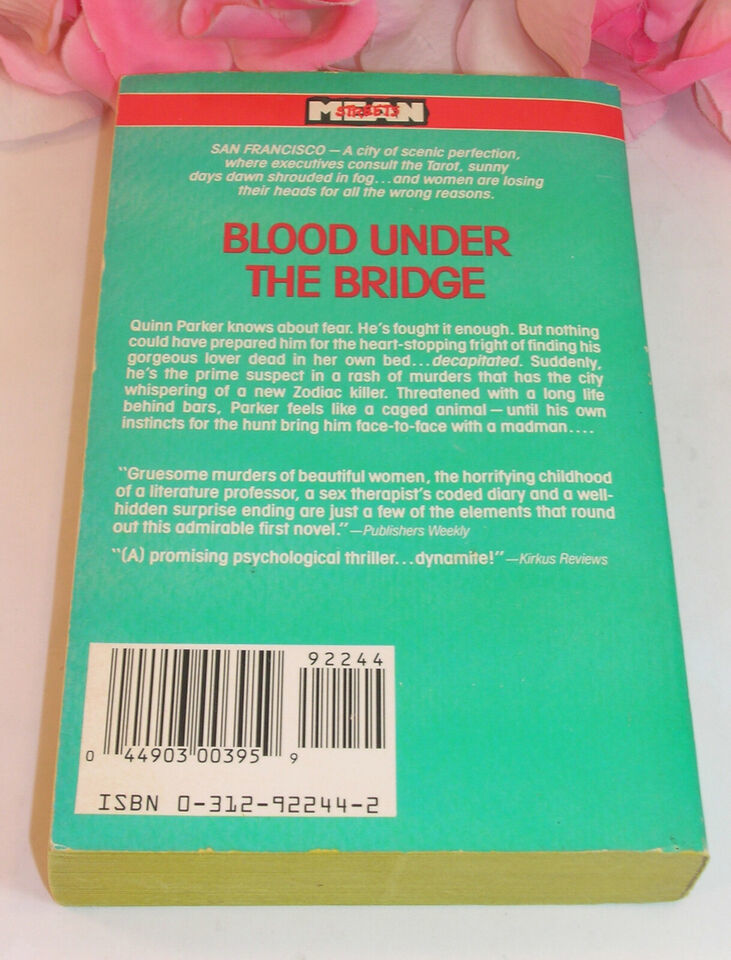 MEAN
STREETS
SAN FRANCISCO — A city of scenic perfection,
where executives consult the Tarot, sunny
days dawn shrouded in fog...and women are losing
their heads for all the wrong reasons.
BLOOD UNDER
THE BRIDGE
Quinn Parker knows about fear. He's fought it enough. But nothing
could have prepared him for the heart-stopping fright of finding his
gorgeous lover dead in her own bed...decapitated. Suddenly,
he's the prime suspect in a rash of murders that has the city
whispering of a new Zodiac killer. Threatened with a long life
behind bars, Parker feels like a caged animal — until his own
instincts for the hunt bring him face-to-face with a madman....
"Gruesome murders of beautiful women, the horrifying childhood
of a literature professor, a sex therapist's coded diary and a well-
hidden surprise ending are just a few of the elements that round
out this admirable first novel." —Publishers Weekly
"(A) promising psychological thriller...dynamite!" —Kirkus Reviews
92244
0 44903 00395 9
ISBN 0-312-92244-2